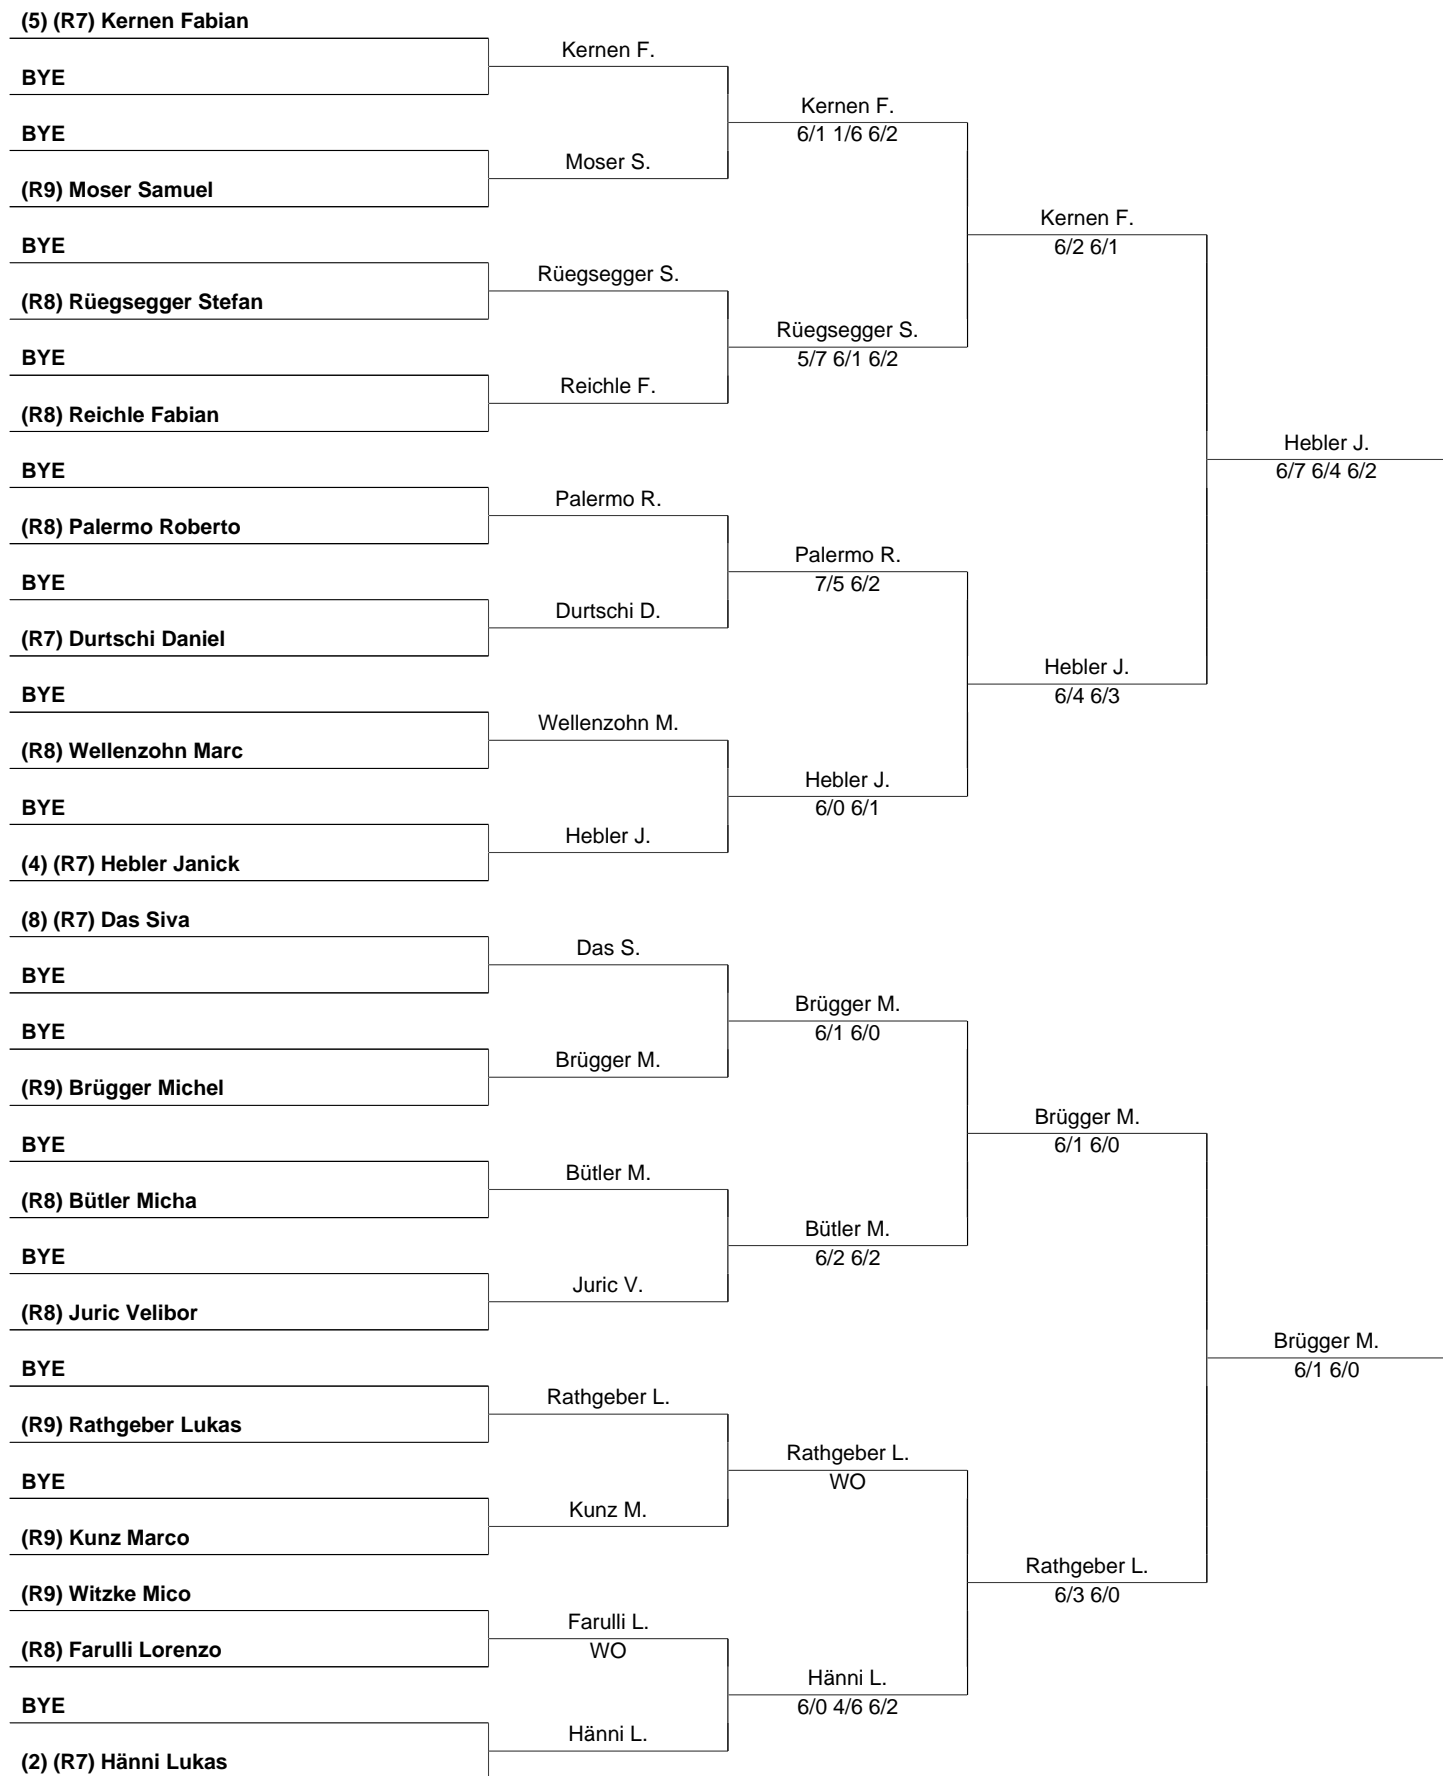 (5) (R7) Kernen Fabian
Kernen F.
BYE
Kernen F.
6/1 1/6 6/2
BYE
Moser S.
(R9) Moser Samuel
Kernen F.
6/2 6/1
BYE
Rüegsegger S.
(R8) Rüegsegger Stefan
Rüegsegger S.
5/7 6/1 6/2
BYE
Reichle F.
(R8) Reichle Fabian
Hebler J.
6/7 6/4 6/2
BYE
Palermo R.
(R8) Palermo Roberto
Palermo R.
7/5 6/2
BYE
Durtschi D.
(R7) Durtschi Daniel
Hebler J.
6/4 6/3
BYE
Wellenzohn M.
(R8) Wellenzohn Marc
Hebler J.
6/0 6/1
BYE
Hebler J.
(4) (R7) Hebler Janick
(8) (R7) Das Siva
Das S.
BYE
Brügger M.
6/1 6/0
BYE
Brügger M.
(R9) Brügger Michel
Brügger M.
6/1 6/0
BYE
Bütler M.
(R8) Bütler Micha
Bütler M.
6/2 6/2
BYE
Juric V.
(R8) Juric Velibor
Brügger M.
6/1 6/0
BYE
Rathgeber L.
(R9) Rathgeber Lukas
Rathgeber L.
WO
BYE
Kunz M.
(R9) Kunz Marco
Rathgeber L.
6/3 6/0
(R9) Witzke Mico
Farulli L.
WO
(R8) Farulli Lorenzo
Hänni L.
6/0 4/6 6/2
BYE
Hänni L.
(2) (R7) Hänni Lukas